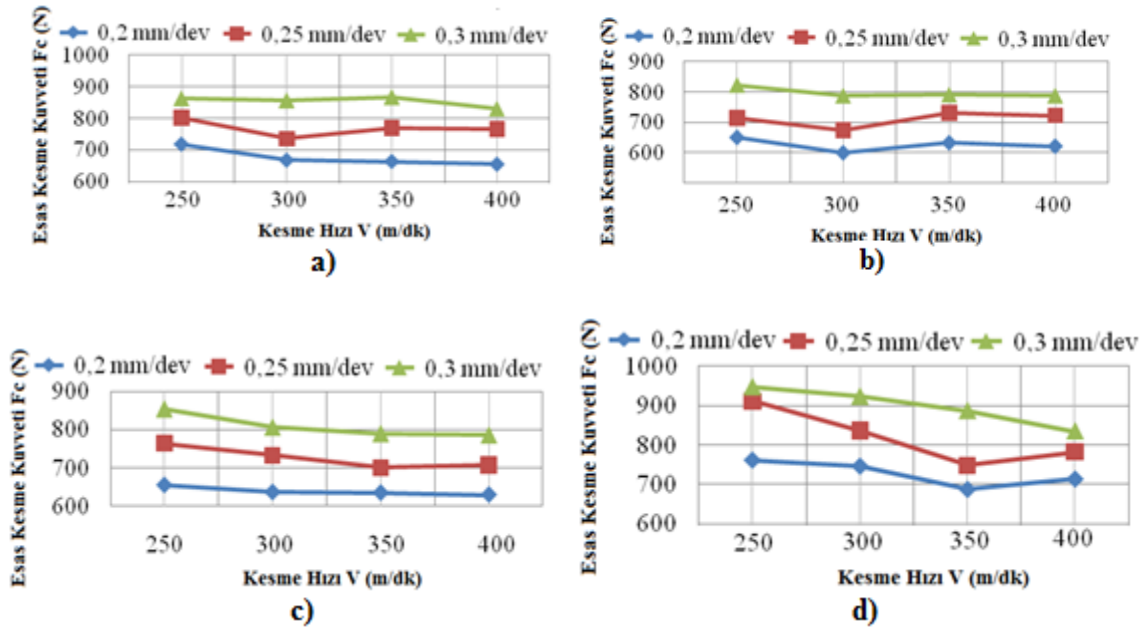 0,2 mm/dev 0,25 mm/dev 0,3 mm/dev
Esas Kesme Kuvveti Fc (N)
1000
900
800
700
600
250 300 350 400
Kesme Hızı V (m/dk)
a)
0,2 mm/dev 0,25 mm/dev 0,3 mm/dev
Esas Kesme Kuvveti Fc (N)
900
800
700
600
250 300 350 400
Kesme Hızı V (m/dk)
b)
0,2 mm/dev 0,25 mm/dev 0,3 mm/dev
Esas Kesme Kuvveti Fc (N)
900
800
700
600
250 300 350 400
Kesme Hızı V (m/dk)
c)
0,2 mm/dev 0,25 mm/dev 0,3 mm/dev
Esas Kesme Kuvveti Fc (N)
1000
900
800
700
600
250 300 350 400
Kesme Hızı V (m/dk)
d)